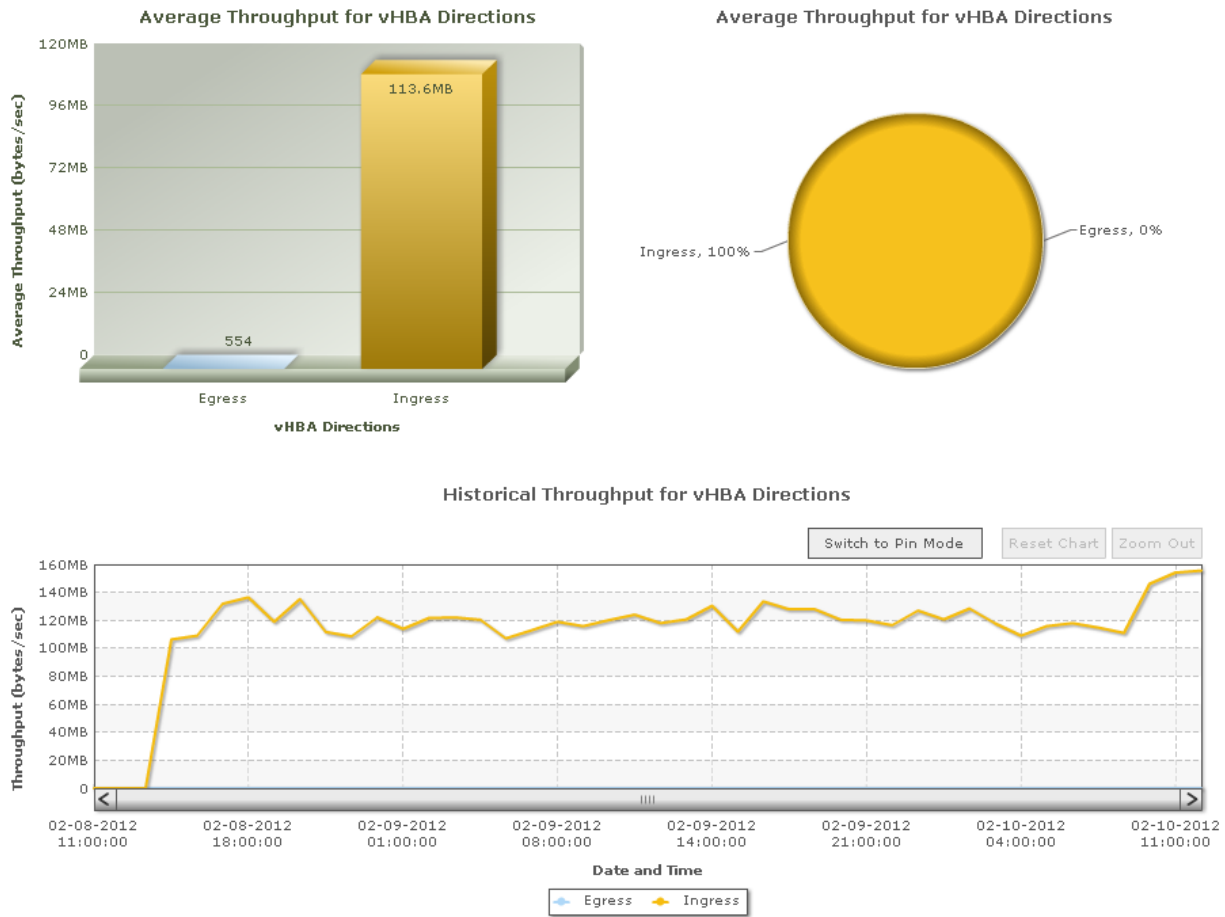 Average Throughput for vHBA Directions
120MB
96MB
72MB
48MB
24MB
0
Average Throughput (bytes/sec)
554
113.6MB
Egress
Ingress
vHBA Directions
Average Throughput for vHBA Directions
Ingress, 100%
Egress, 0%
Historical Throughput for vHBA Directions
Switch to Pin Mode
Reset Chart
Zoom Out
160MB
140MB
120MB
100MB
80MB
60MB
40MB
20MB
0
Throughput (bytes/sec)
02-08-2012
11:00:00
02-08-2012
18:00:00
02-09-2012
01:00:00
02-09-2012
08:00:00
02-09-2012
14:00:00
02-09-2012
21:00:00
02-10-2012
04:00:00
02-10-2012
11:00:00
Date and Time
Egress
Ingress